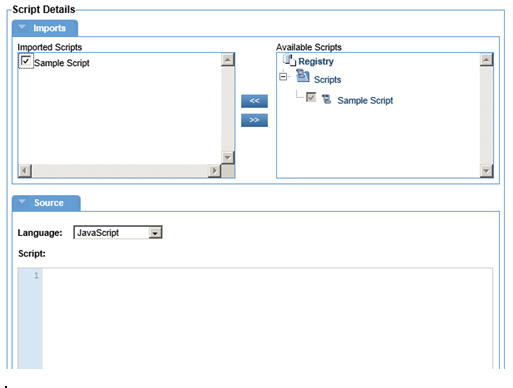 Script Details
Imports
Imported Scripts
Available Scripts
Sample Script
Registry
Scripts
Sample Script
<<
>>
Source
Language: JavaScript
Script:
1
.